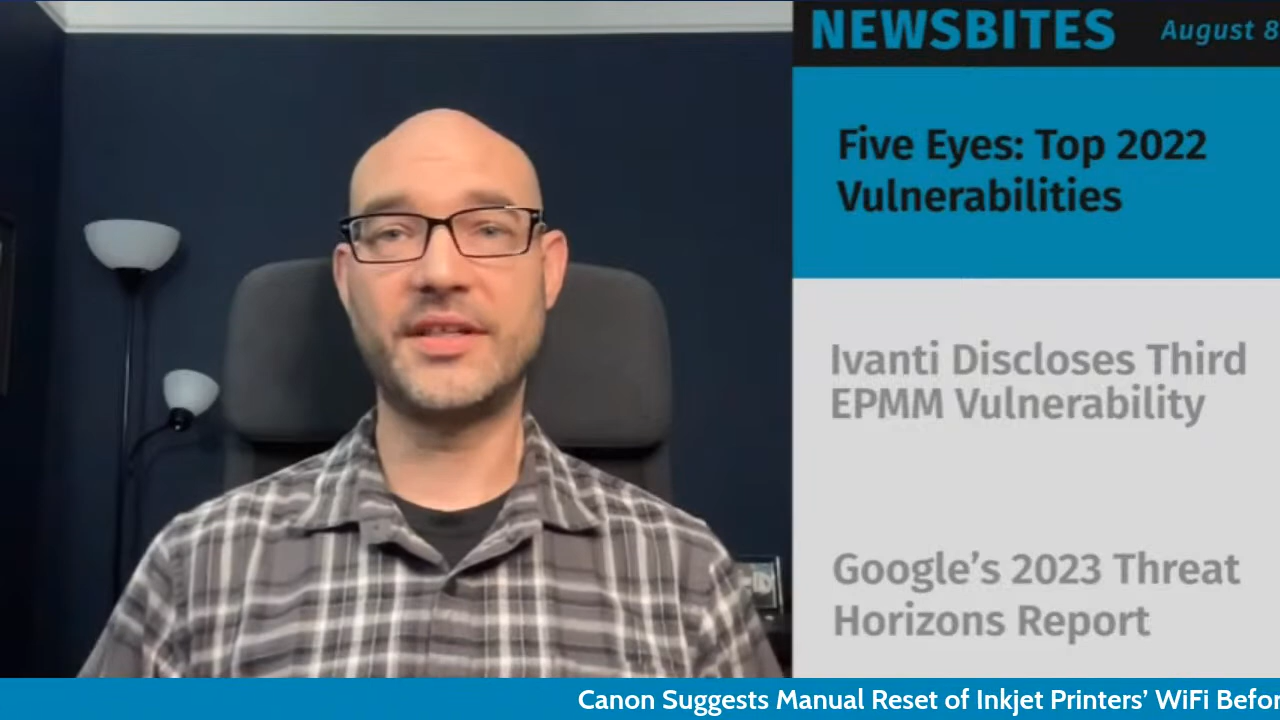 NEWSBITES August 8
Five Eyes: Top 2022
Vulnerabilities
Ivanti Discloses Third
EPMM Vulnerability
Google’s 2023 Threat
Horizons Report
Canon Suggests Manual Reset of Inkjet Printers’ WiFi Befor